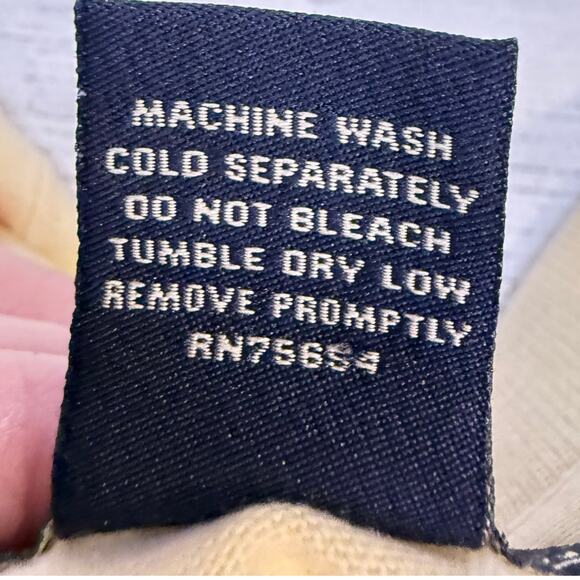 MACHINE WASH
COLD SEPARATELY
DO NOT BLEACH
TUMBLE DRY LOW
REMOVE PROMPTLY
RN75654